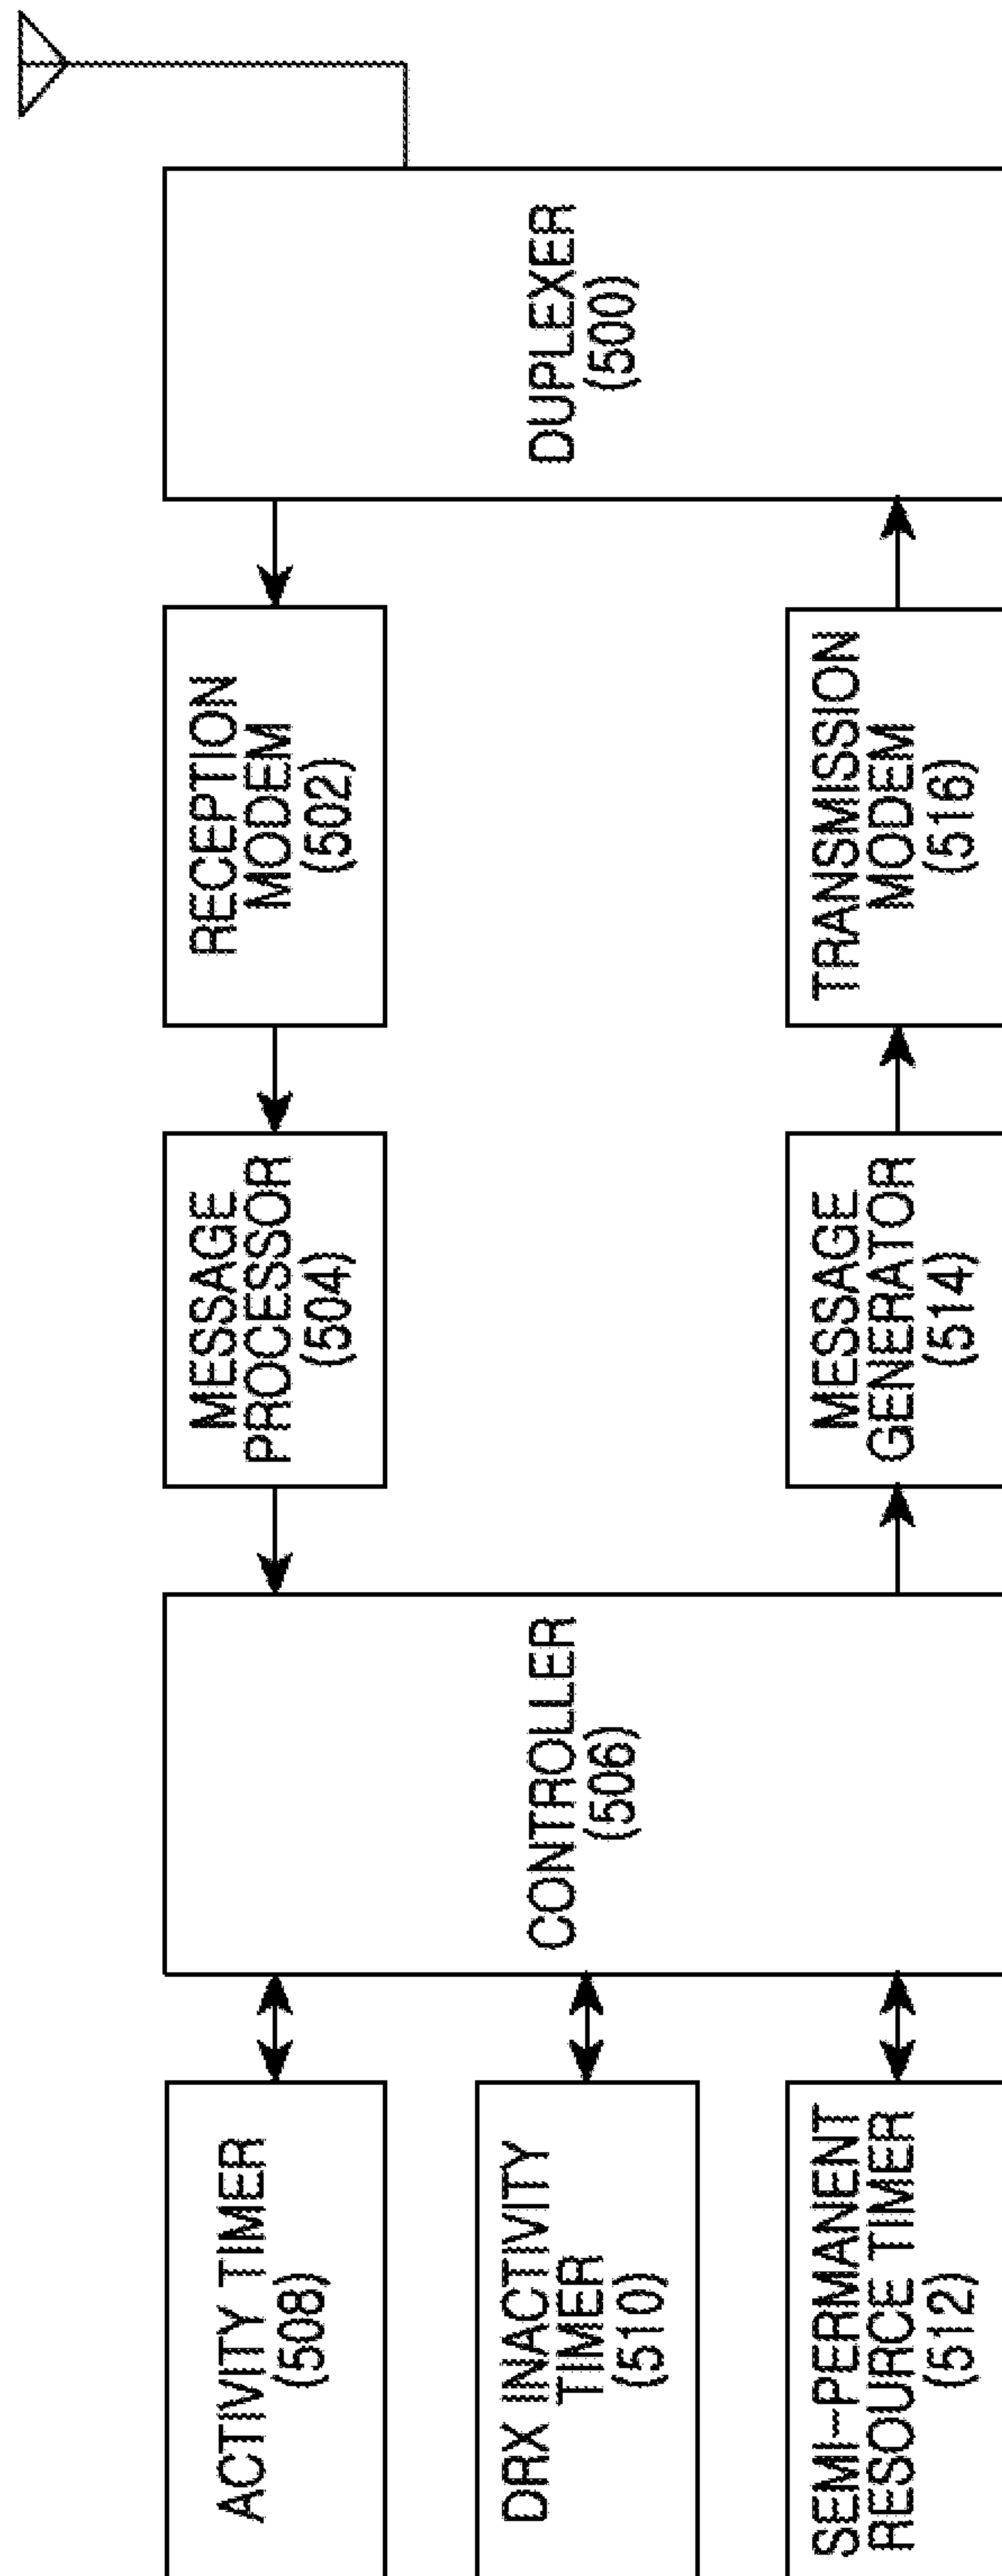 ACTIVITY TIMER
(508)
DRX INACTIVITY
TIMER
(510)
SEMI-PERMANENT
RESOURCE TIMER
(512)
CONTROLLER
(506)
MESSAGE
PROCESSOR
(504)
MESSAGE
GENERATOR
(514)
RECEPTION
MODEM
(502)
TRANSMISSION
MODEM
(516)
DUPLEXER
(500)